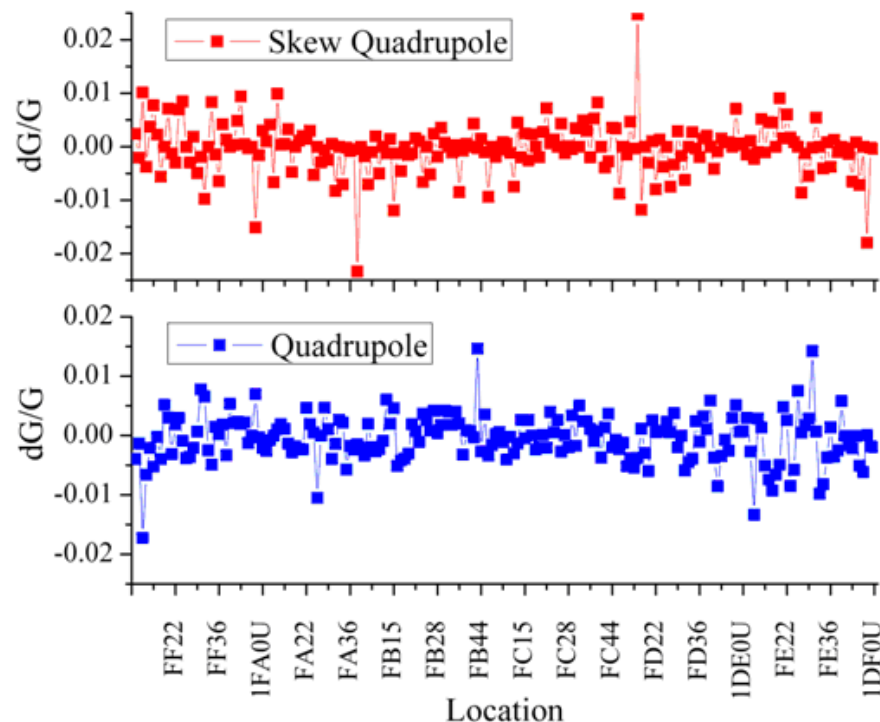 0.02
0.01
0.00
-0.01
-0.02
dG/G
Skew Quadrupole
0.02
0.01
0.00
-0.01
-0.02
dG/G
Quadrupole
FF22
FF36
1FA0U
FA22
FA36
FB15
FB28
FB44
FC15
FC28
FC44
FD22
FD36
1DE0U
FE22
FE36
1DF0U
Location